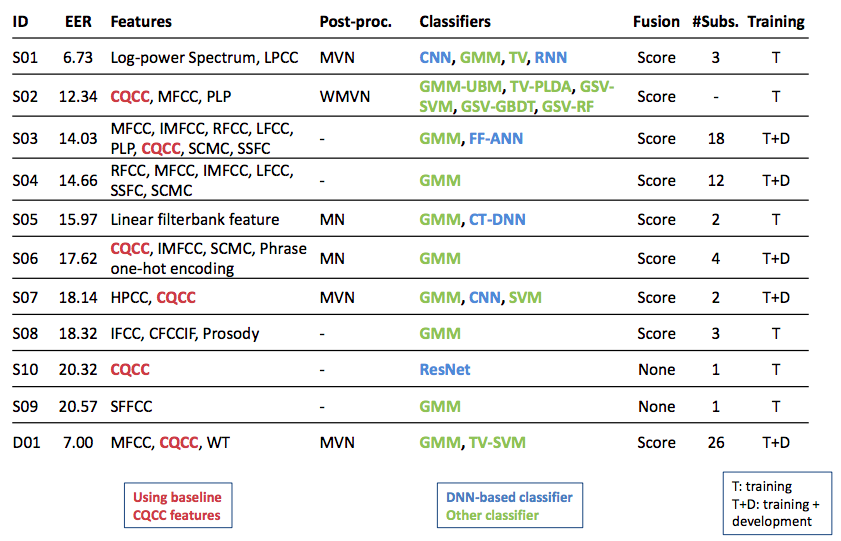 ID EER Features Post-proc. Classifiers Fusion #Subs. Training
S01 6.73 Log-power Spectrum, LPCC MVN CNN, GMM, TV, RNN Score 3 T
S02 12.34 CQCC, MFCC, PLP WMVN GMM-UBM, TV-PLDA, GSV-
SVM, GSV-GBDT, GSV-RF Score - T
S03 14.03 MFCC, IMFCC, RFCC, LFCC,
PLP, CQCC, SCMC, SSFC - GMM, FF-ANN Score 18 T+D
S04 14.66 RFCC, MFCC, IMFCC, LFCC,
SSFC, SCMC - GMM Score 12 T+D
S05 15.97 Linear filterbank feature MN GMM, CT-DNN Score 2 T
S06 17.62 CQCC, IMFCC, SCMC, Phrase
one-hot encoding MN GMM Score 4 T+D
S07 18.14 HPCC, CQCC MVN GMM, CNN, SVM Score 2 T+D
S08 18.32 IFCC, CFCCIF, Prosody - GMM Score 3 T
S10 20.32 CQCC - ResNet None 1 T
S09 20.57 SFFCC - GMM None 1 T
D01 7.00 MFCC, CQCC, WT MVN GMM, TV-SVM Score 26 T+D
Using baseline
CQCC features
DNN-based classifier
Other classifier
T: training
T+D: training +
development